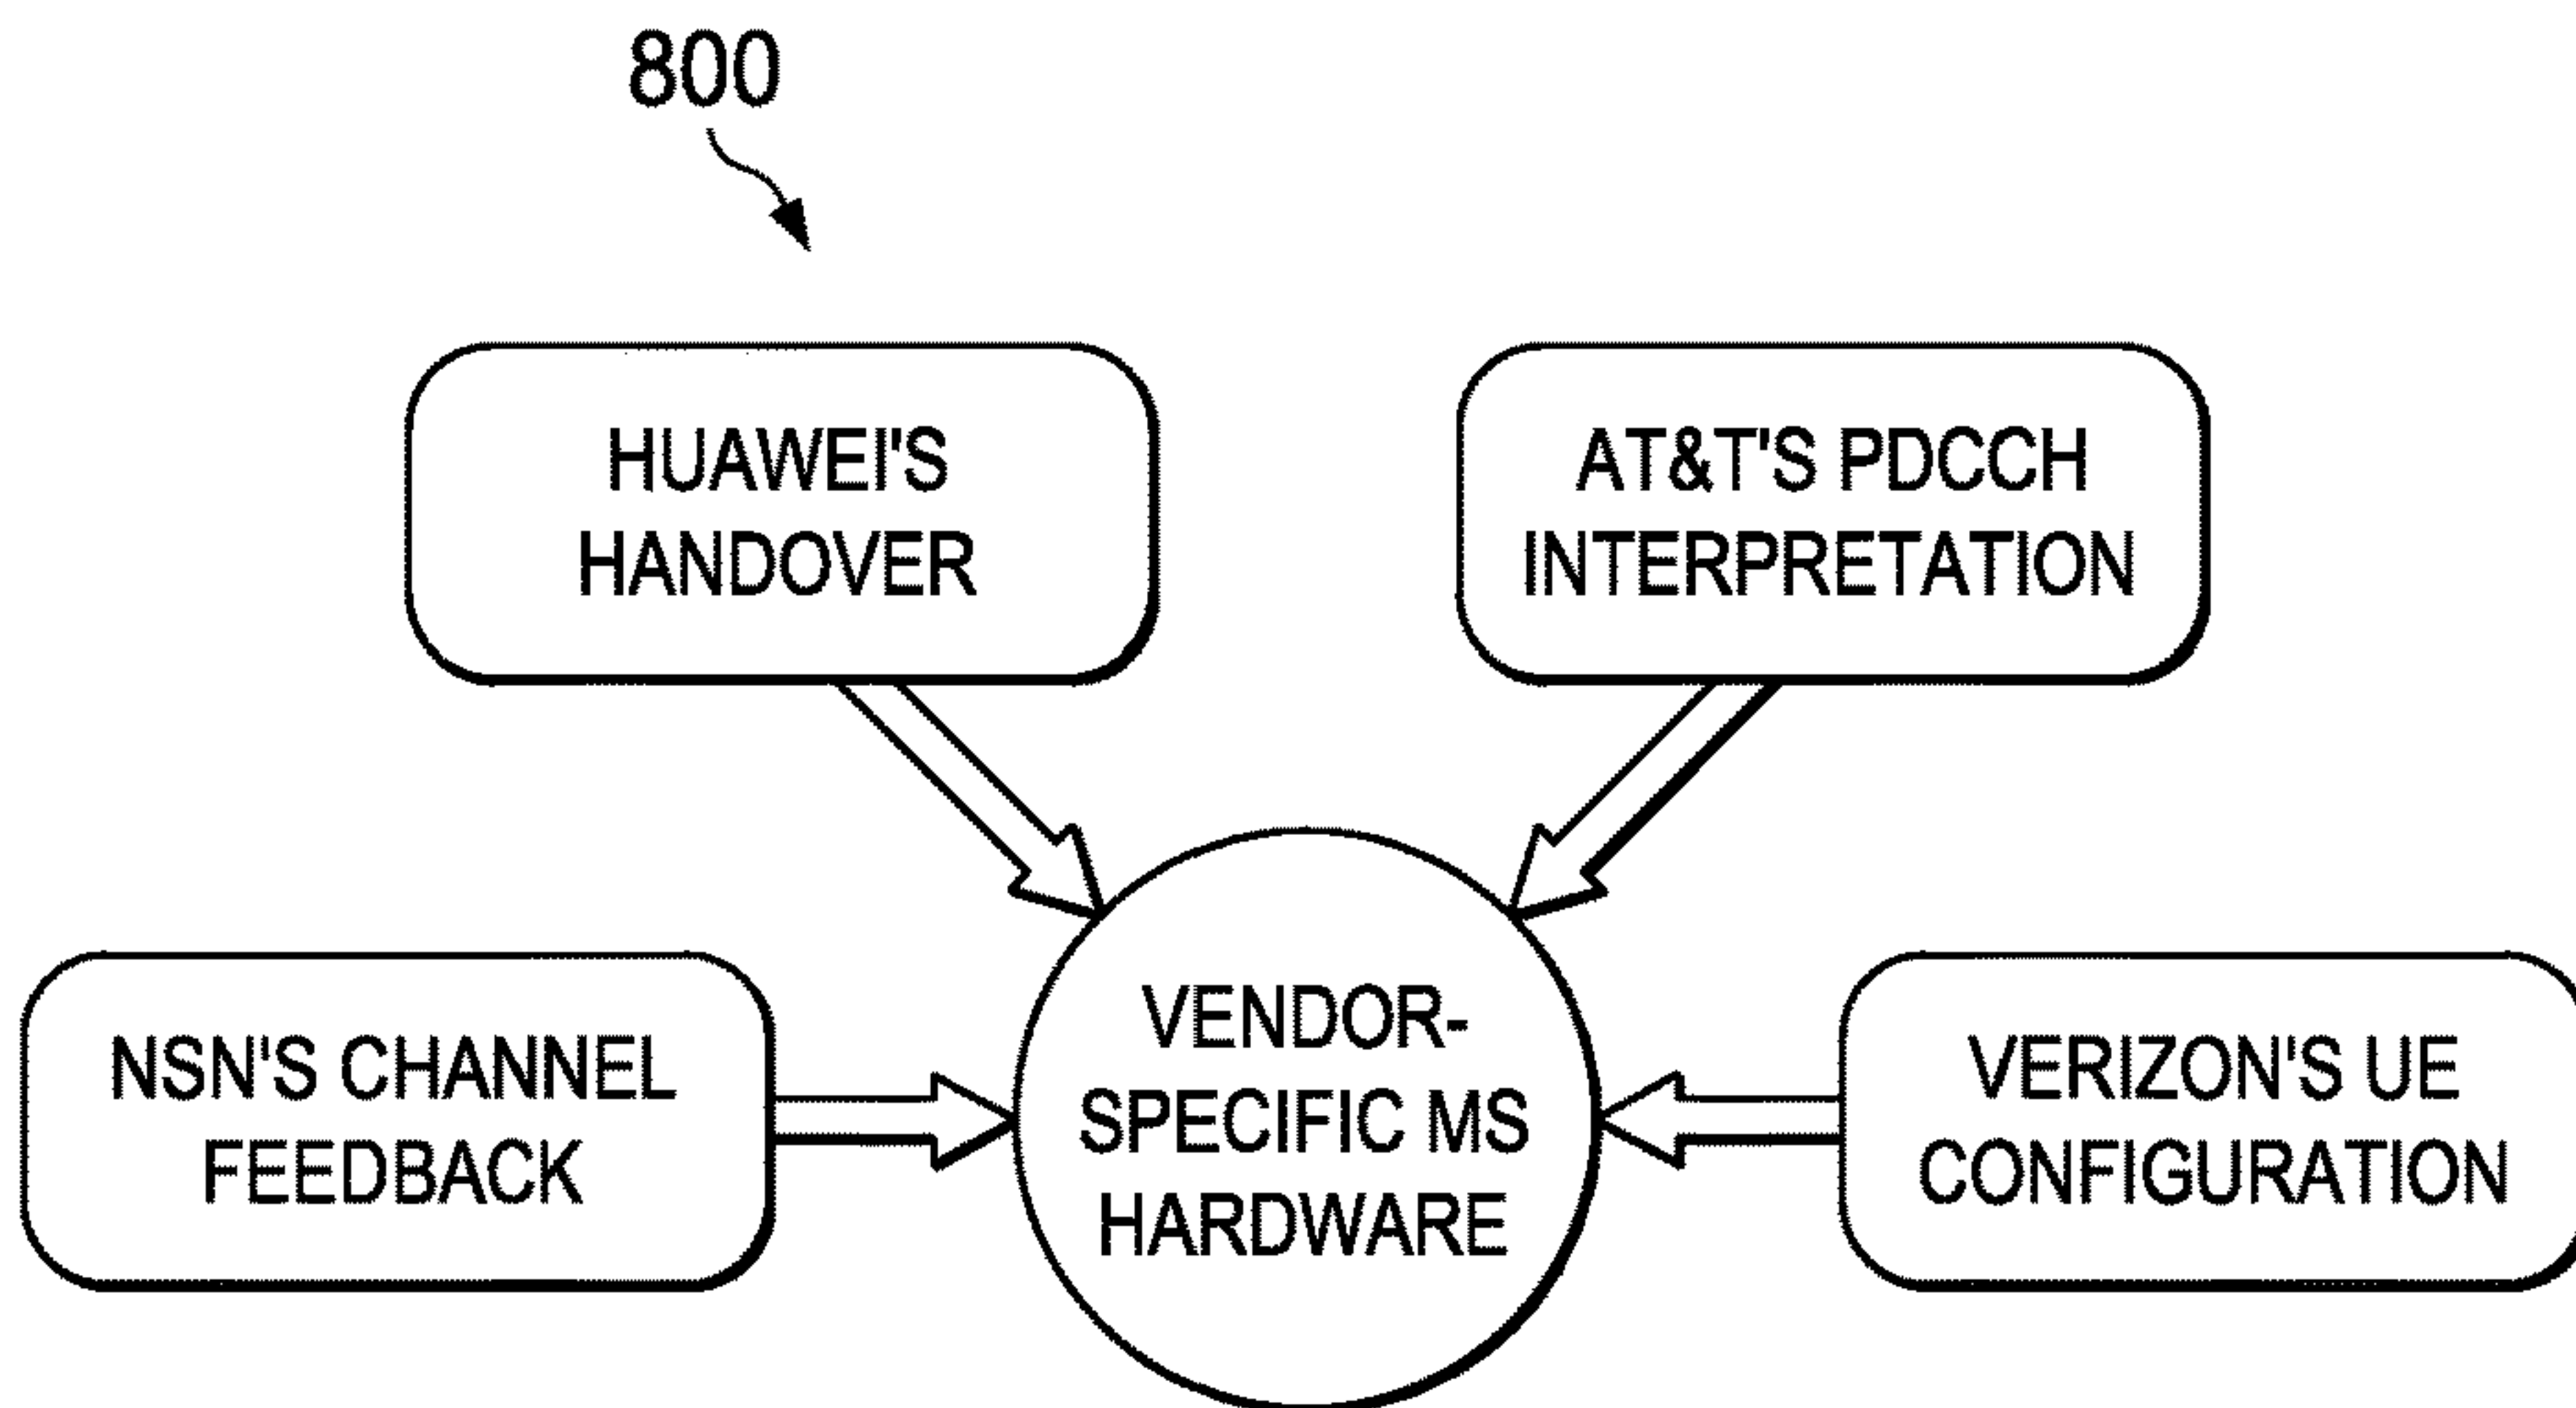 800
HUAWEI'S
HANDOVER
AT&T'S PDCCH
INTERPRETATION
NSN'S CHANNEL
FEEDBACK
VENDOR-
SPECIFIC MS
HARDWARE
VERIZON'S UE
CONFIGURATION